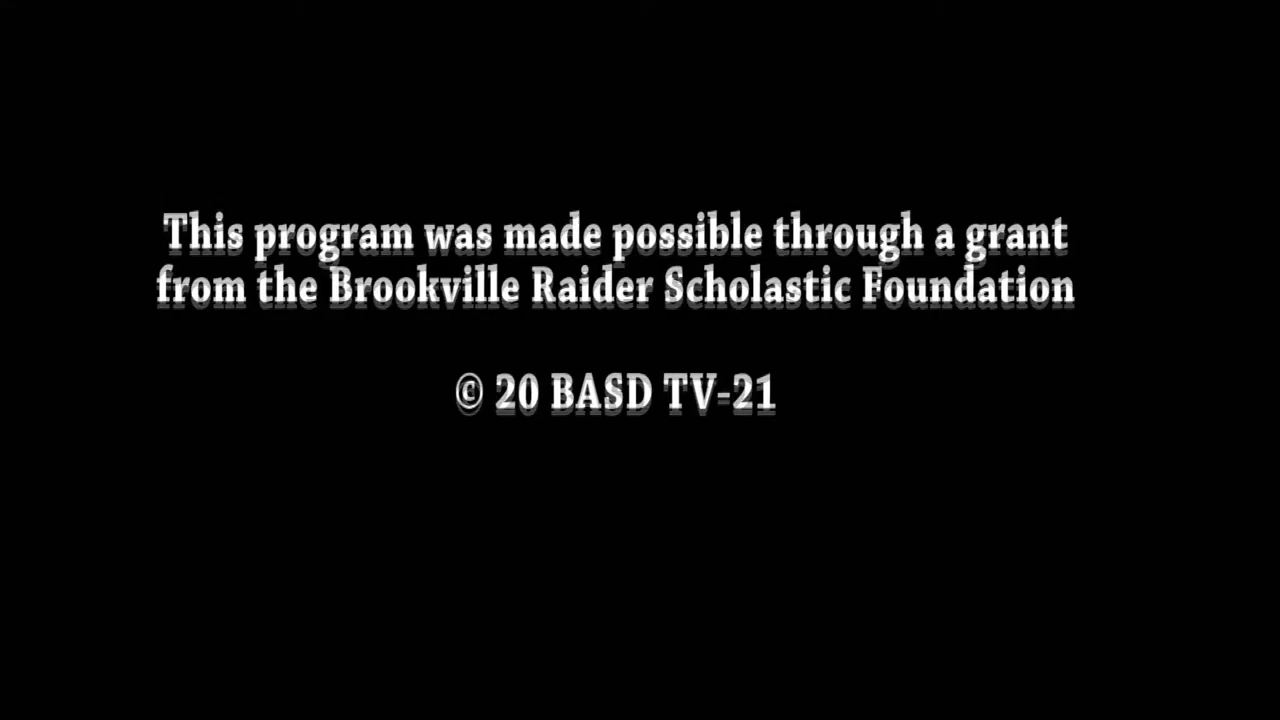 This program was made possible through a grant
from the Brookville Raider Scholastic Foundation
© 20 BASD TV-21